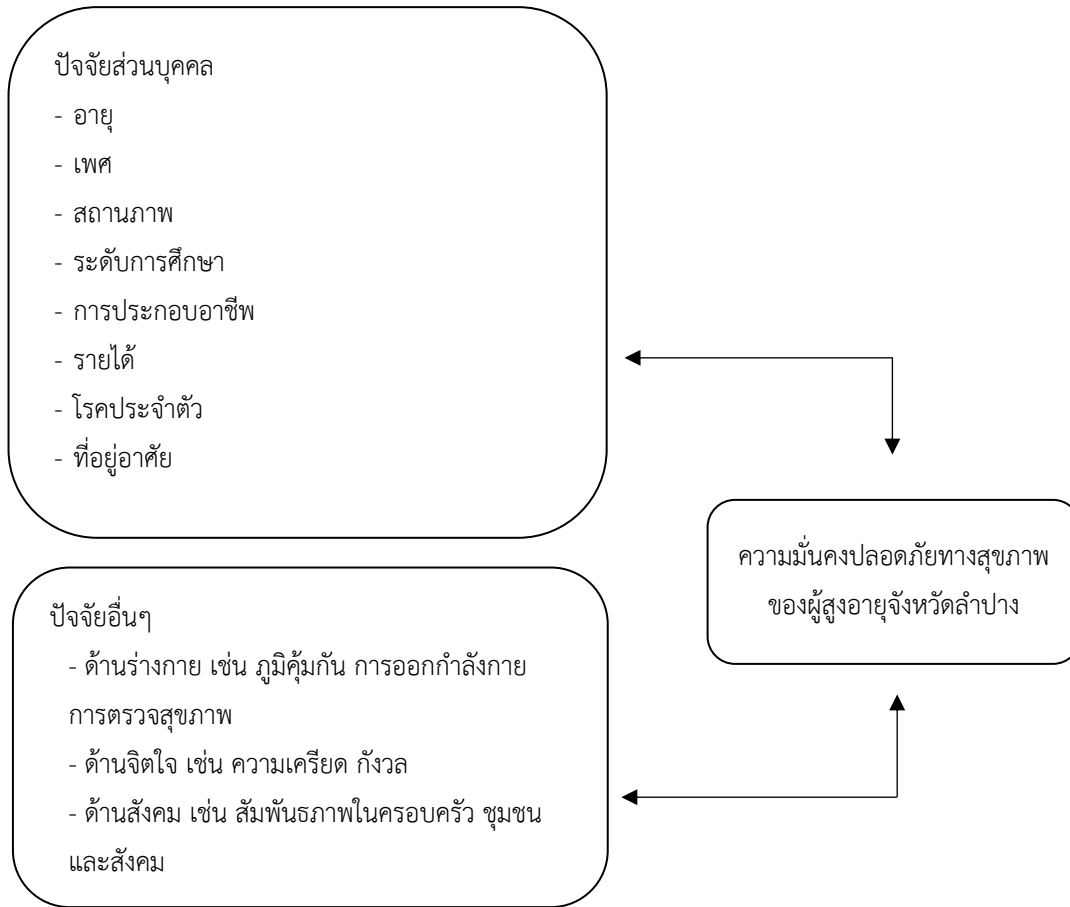 ปัจจัยส่วนบุคคล
- อายุ
- เพศ
- สถานภาพ
- ระดับการศึกษา
- การประกอบอาชีพ
- รายได้
- โรคประจำตัว
- ที่อยู่อาศัย
ความมั่นคงปลอดภัยทางสุขภาพ
ของผู้สูงอายุจังหวัดลำปาง
ปัจจัยอื่นๆ
- ด้านร่างกาย เช่น ภูมิคุ้มกัน การออกกำลังกาย
การตรวจสุขภาพ
- ด้านจิตใจ เช่น ความเครียด กังวล
- ด้านสังคม เช่น สัมพันธภาพในครอบครัว ชุมชน
และสังคม